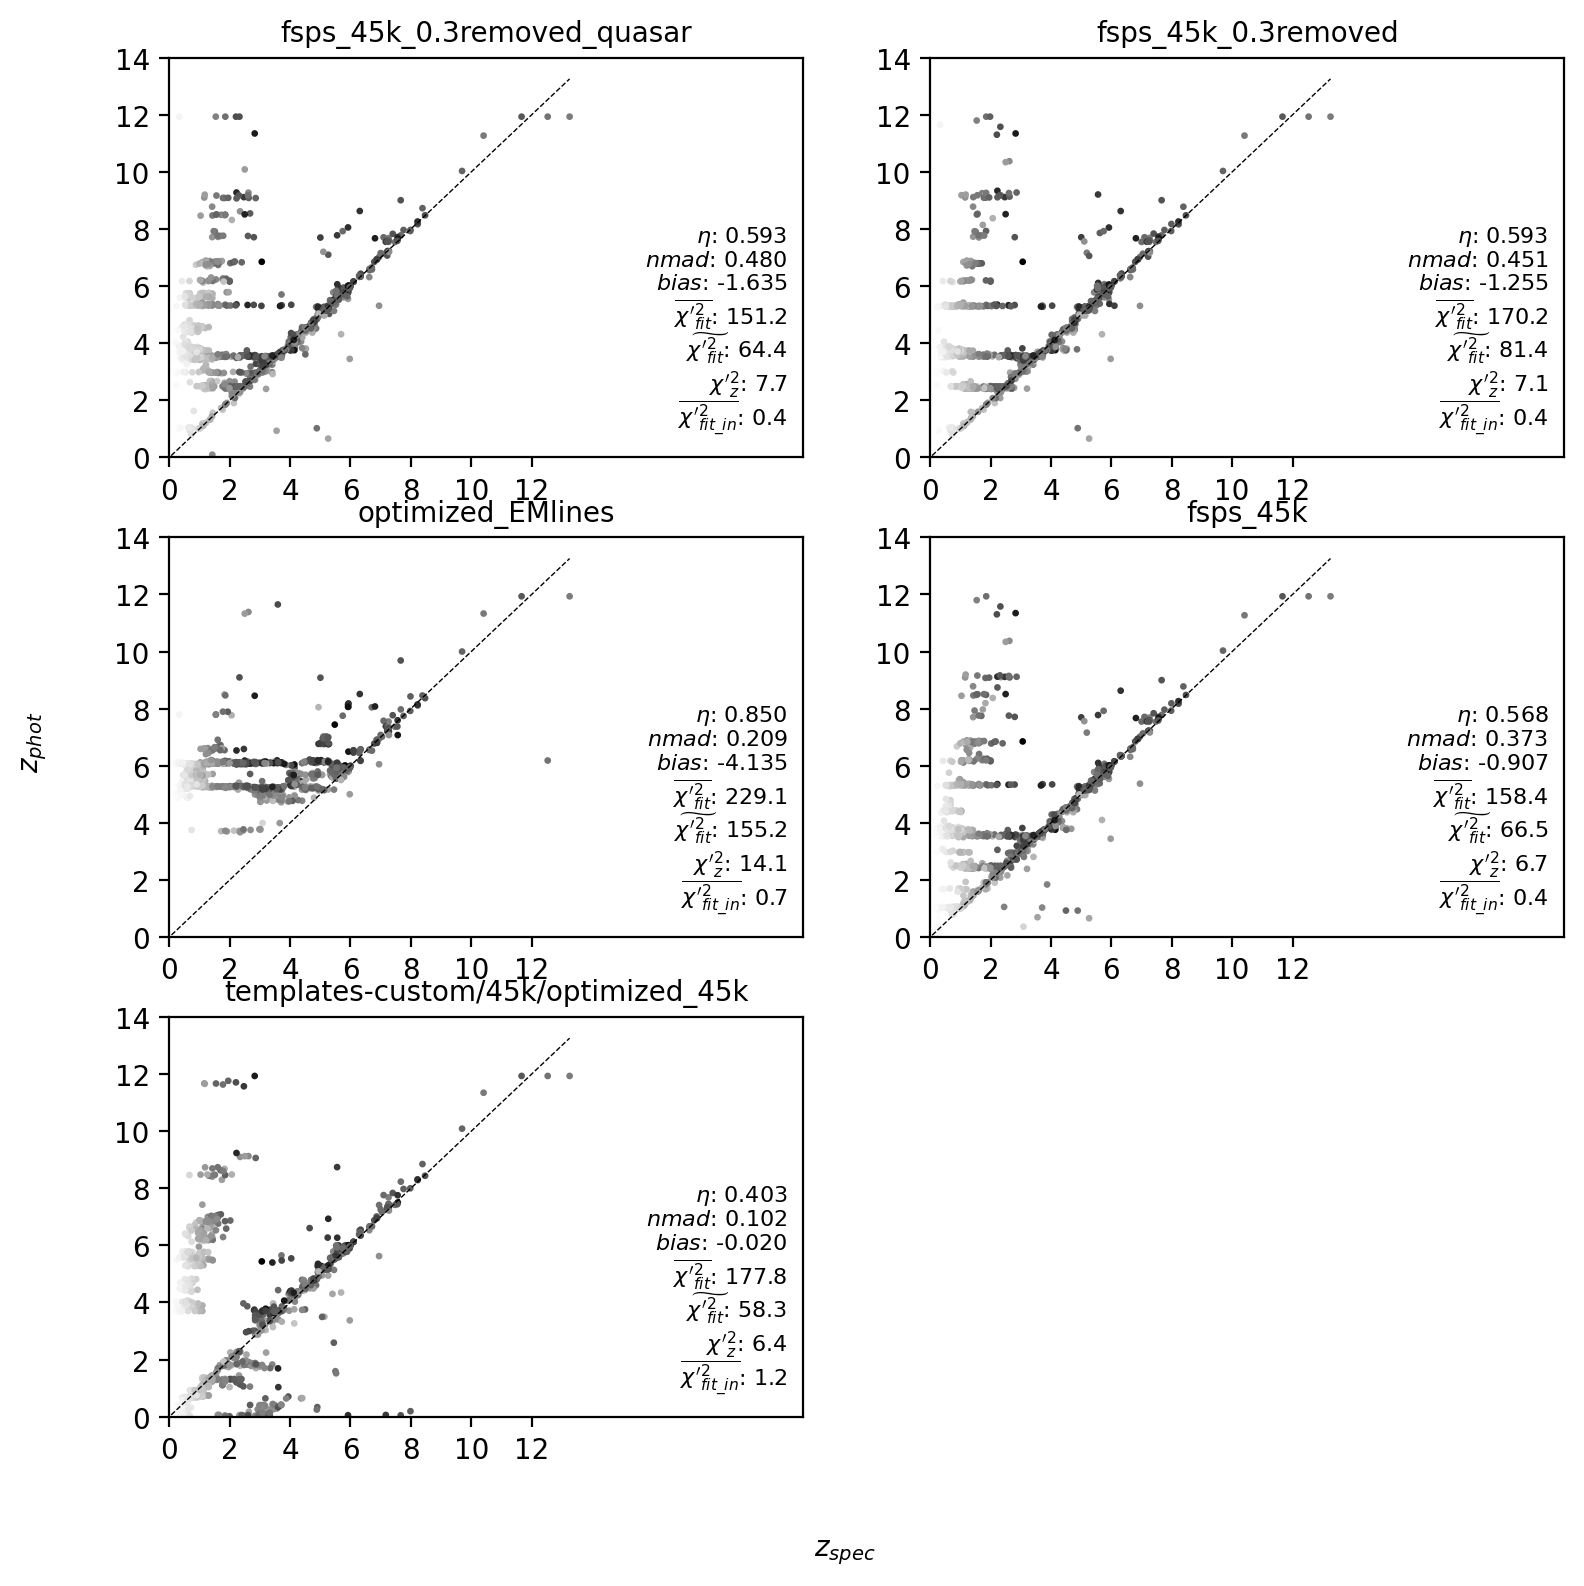 fsps_45k_0.3removed_quasar
14
12
10
8
6
4
2
0
0 2 4 6 8 10 12
η: 0.593
nmad: 0.480
bias: -1.635
χ′²fit: 151.2
χ′²fit: 64.4
χ′²z: 7.7
χ′²fit_in: 0.4
fsps_45k_0.3removed
14
12
10
8
6
4
2
0
0 2 4 6 8 10 12
η: 0.593
nmad: 0.451
bias: -1.255
χ′²fit: 170.2
χ′²fit: 81.4
χ′²z: 7.1
χ′²fit_in: 0.4
zphot
optimized_EMlines
14
12
10
8
6
4
2
0
0 2 4 6 8 10 12
η: 0.850
nmad: 0.209
bias: -4.135
χ′²fit: 229.1
χ′²fit: 155.2
χ′²z: 14.1
χ′²fit_in: 0.7
fsps_45k
14
12
10
8
6
4
2
0
0 2 4 6 8 10 12
η: 0.568
nmad: 0.373
bias: -0.907
χ′²fit: 158.4
χ′²fit: 66.5
χ′²z: 6.7
χ′²fit_in: 0.4
templates-custom/45k/optimized_45k
14
12
10
8
6
4
2
0
0 2 4 6 8 10 12
η: 0.403
nmad: 0.102
bias: -0.020
χ′²fit: 177.8
χ′²fit: 58.3
χ′²z: 6.4
χ′²fit_in: 1.2
zspec